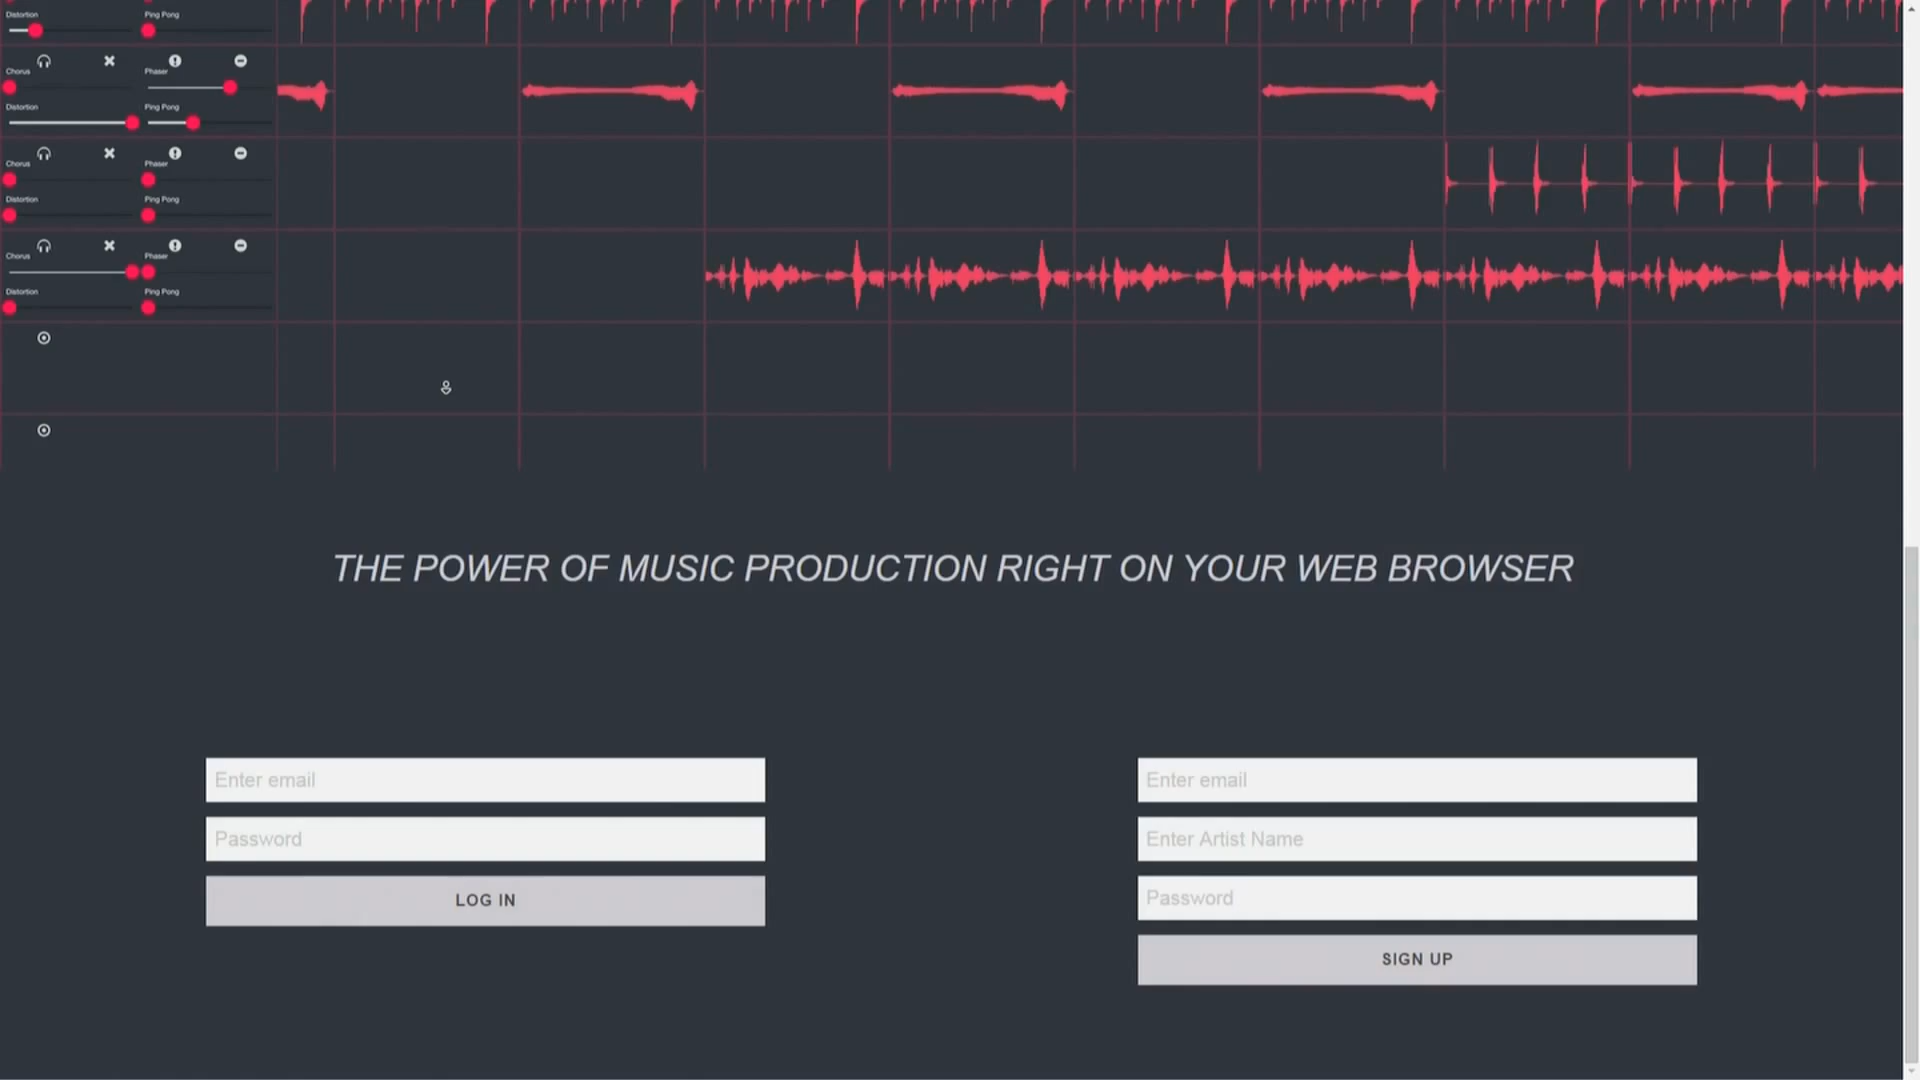 Distortion Ping Pong
Chorus Phaser
Distortion Ping Pong
Chorus Phaser
Distortion Ping Pong
Chorus Phaser
Distortion Ping Pong
THE POWER OF MUSIC PRODUCTION RIGHT ON YOUR WEB BROWSER
Enter email
Password
LOG IN
Enter email
Enter Artist Name
Password
SIGN UP